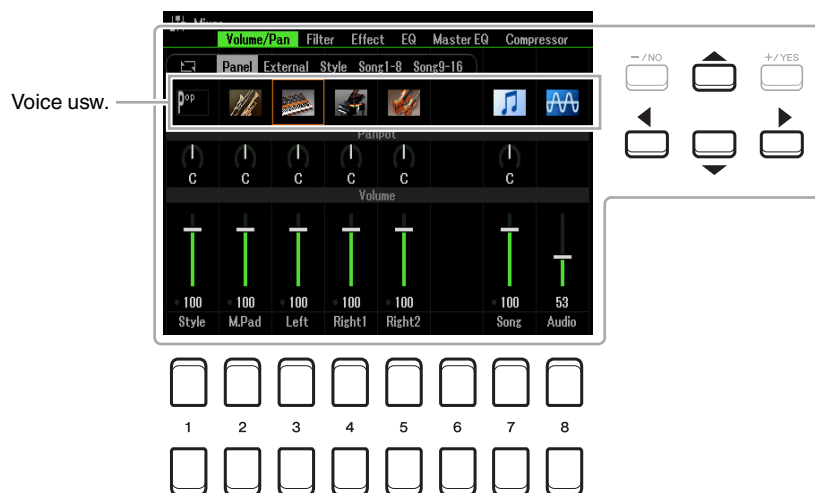 Mixer
Volume/Pan Filter Effect EQ Master EQ Compressor
Panel External Style Song1-8 Song9-16
Voice usw.
Pop
Panpot
C C C C C C
Volume
100 100 100 100 100 100 53
Style M.Pad Left Right1 Right2 Song Audio
－/NO
+/YES
1 2 3 4 5 6 7 8